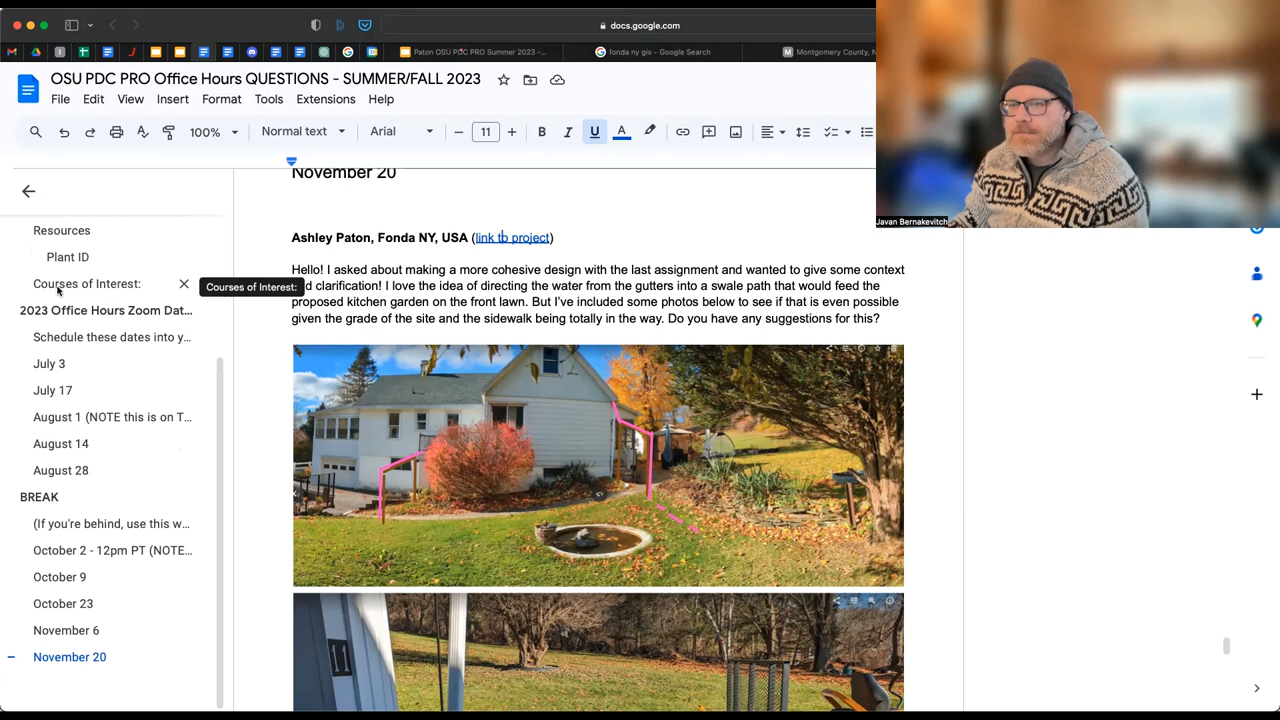 docs.google.com
Paton OSU PDC PRO Summer 2023 -...
fonda ny gis - Google Search
Montgomery County, N
OSU PDC PRO Office Hours QUESTIONS - SUMMER/FALL 2023
File Edit View Insert Format Tools Extensions Help
100% Normal text Arial 11 B I U A
November 20
Resources
Plant ID
Courses of Interest:
Courses of Interest:
2023 Office Hours Zoom Dat...
Schedule these dates into y...
July 3
July 17
August 1 (NOTE this is on T...
August 14
August 28
BREAK
(If you're behind, use this w...
October 2 - 12pm PT (NOTE...
October 9
October 23
November 6
November 20
Ashley Paton, Fonda NY, USA (link to project)
Hello! I asked about making a more cohesive design with the last assignment and wanted to give some context
d clarification! I love the idea of directing the water from the gutters into a swale path that would feed the
proposed kitchen garden on the front lawn. But I've included some photos below to see if that is even possible
given the grade of the site and the sidewalk being totally in the way. Do you have any suggestions for this?
11
Javan Bernakevitch